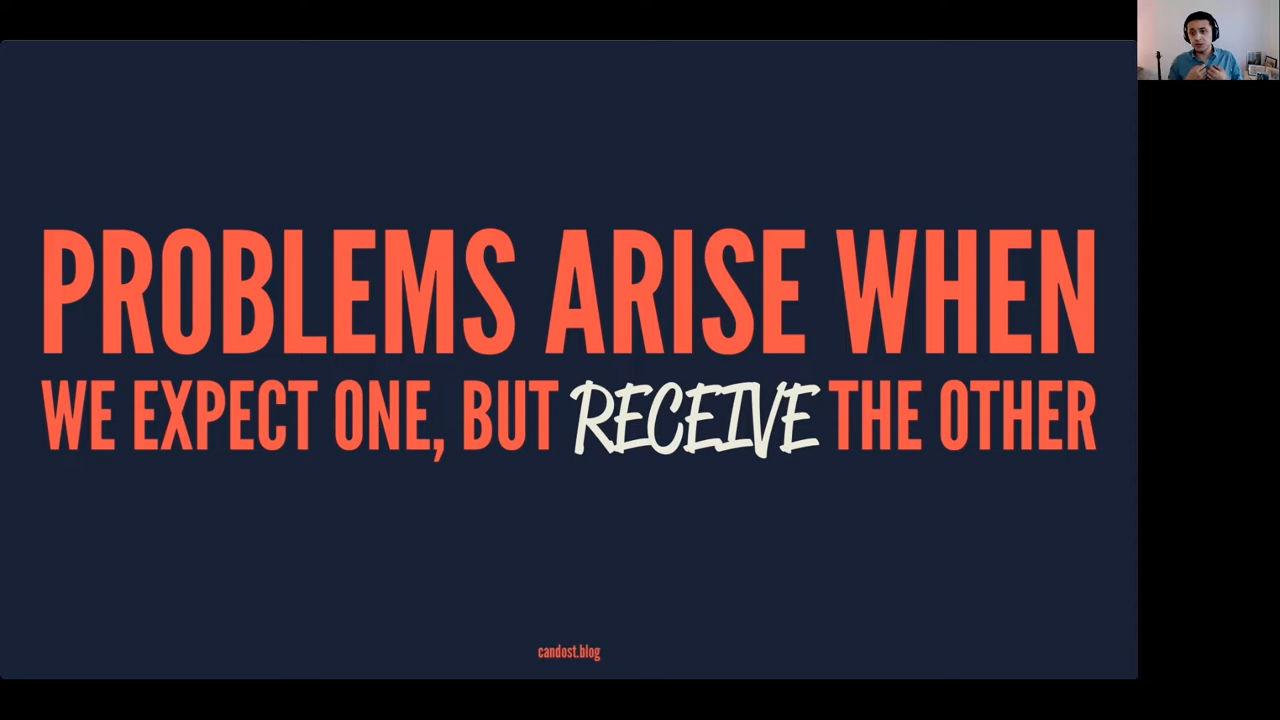 PROBLEMS ARISE WHEN
WE EXPECT ONE, BUT RECEIVE THE OTHER
candost.blog